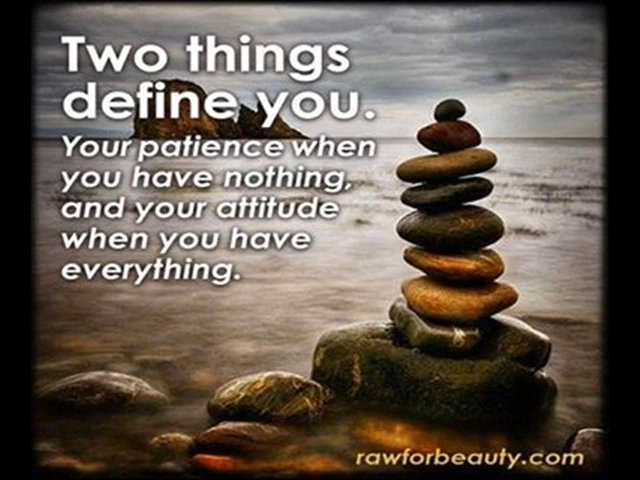 Two things
define you.
Your patience when
you have nothing,
and your attitude
when you have
everything.
rawforbeauty.com